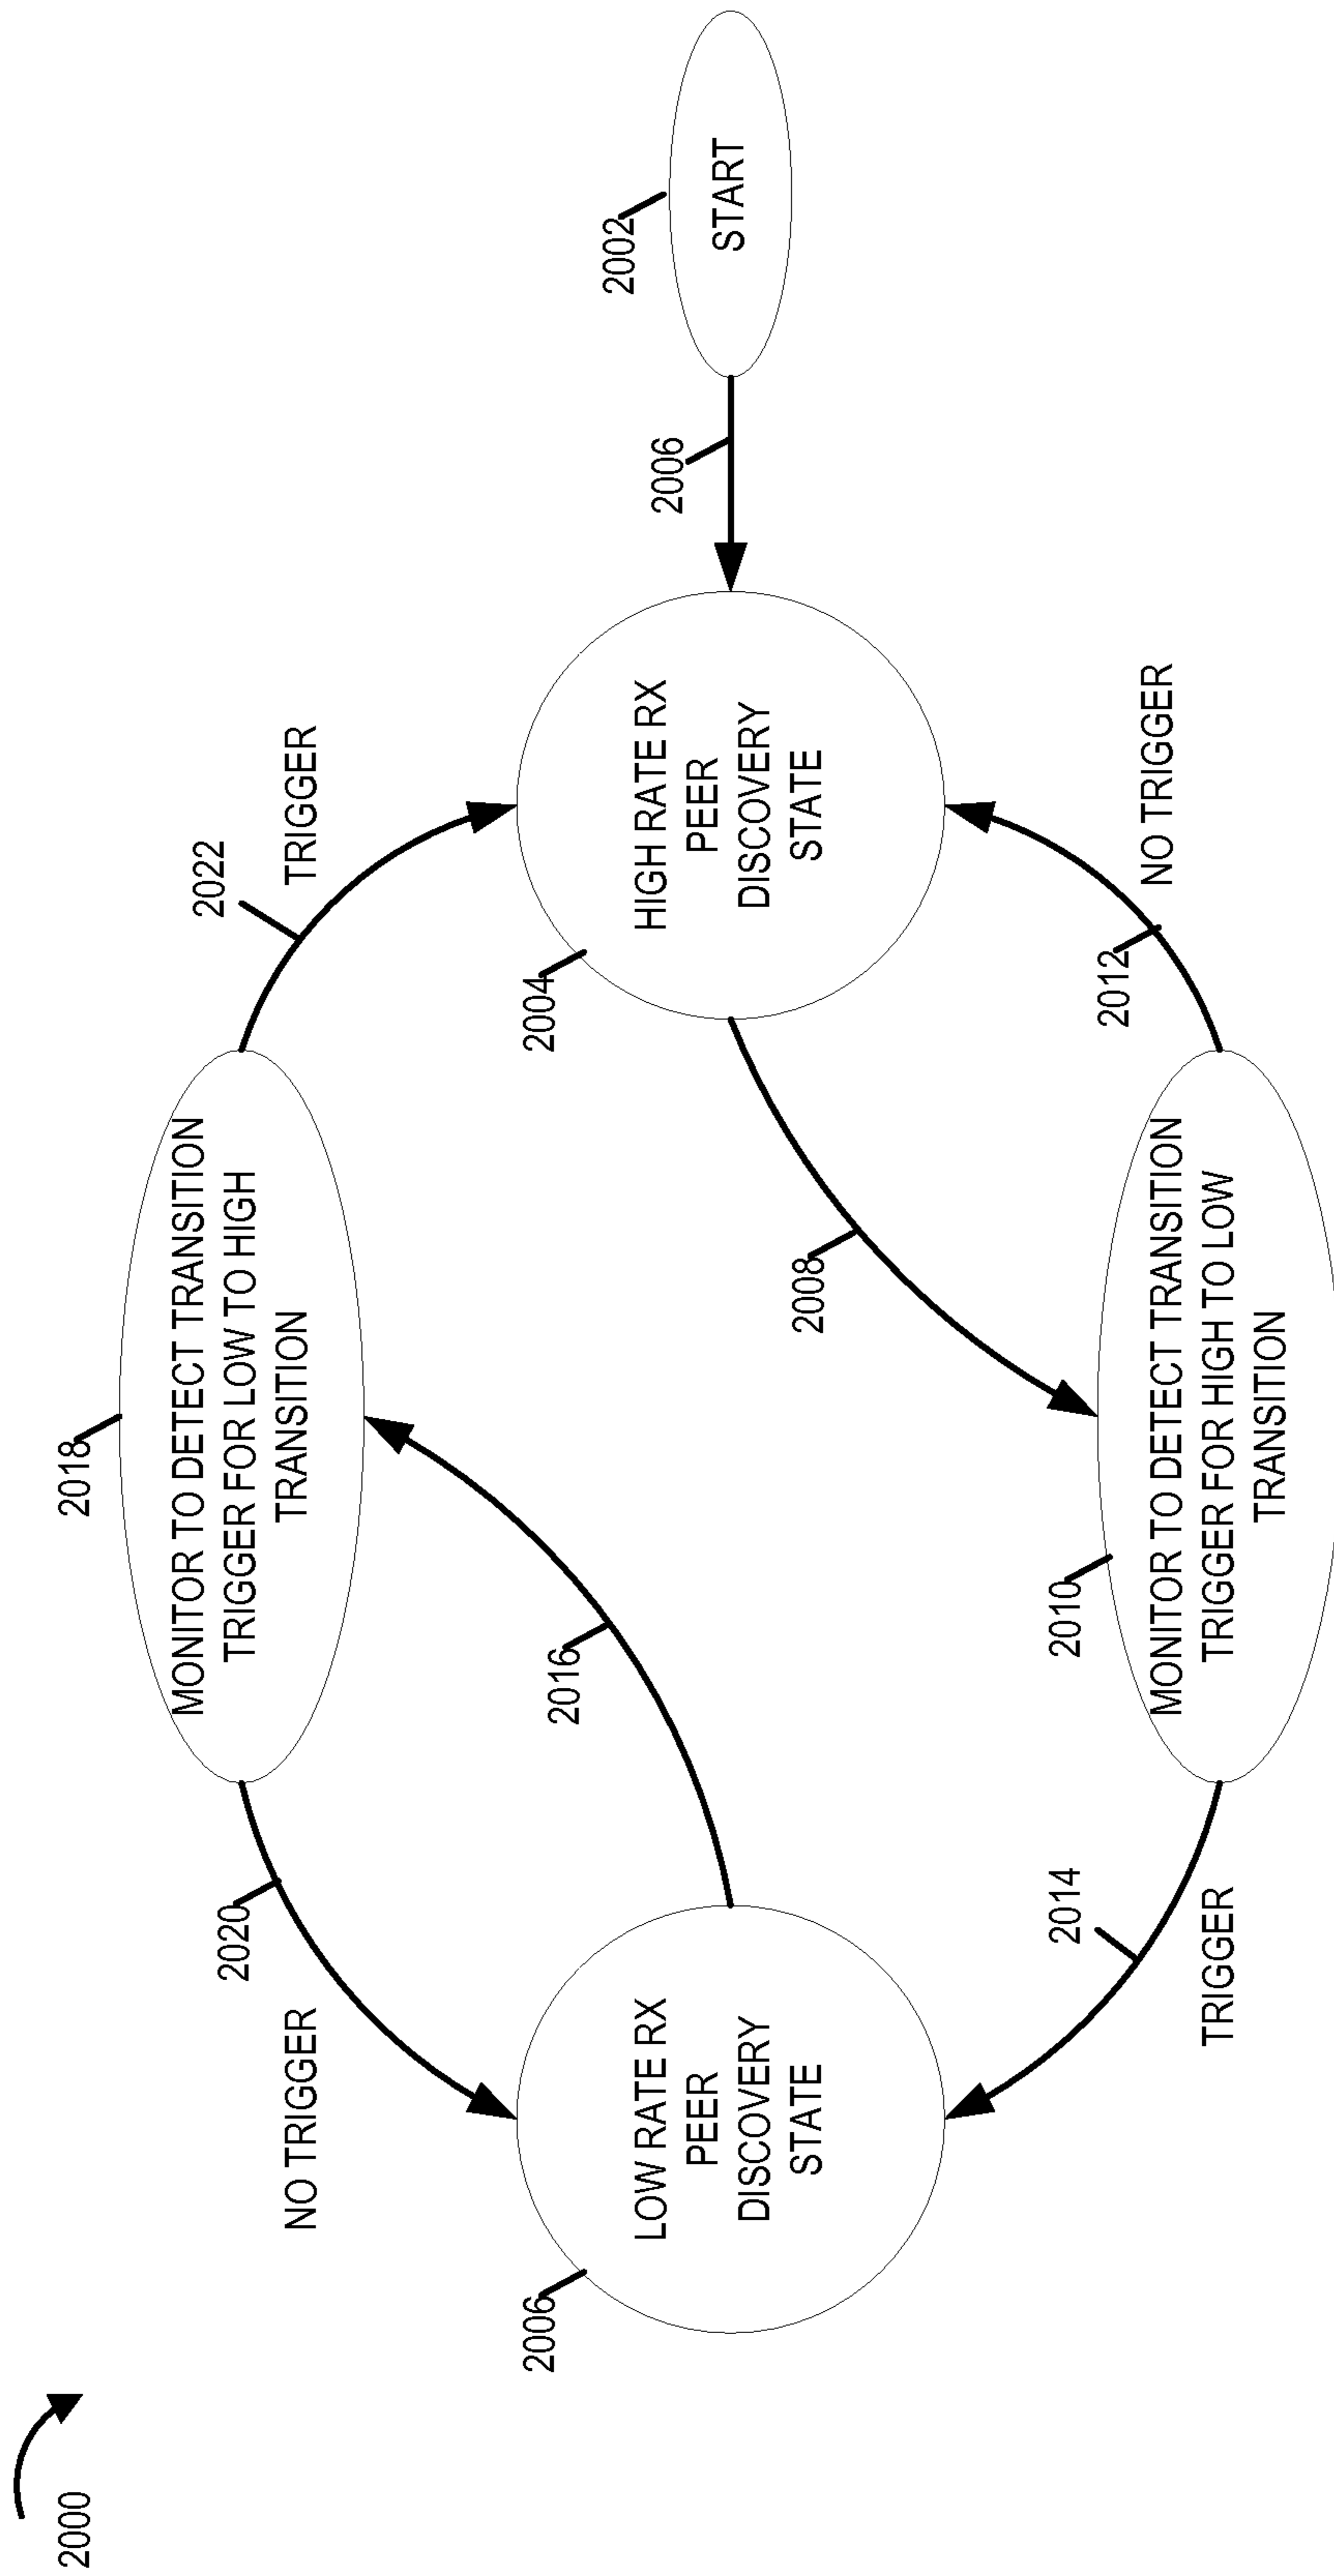 2000
2018
MONITOR TO DETECT TRANSITION
TRIGGER FOR LOW TO HIGH
TRANSITION
2020
NO TRIGGER
2022
TRIGGER
2006
LOW RATE RX
PEER
DISCOVERY
STATE
2016
2004
HIGH RATE RX
PEER
DISCOVERY
STATE
2006
2002
START
2008
2014
TRIGGER
2010
MONITOR TO DETECT TRANSITION
TRIGGER FOR HIGH TO LOW
TRANSITION
2012
NO TRIGGER